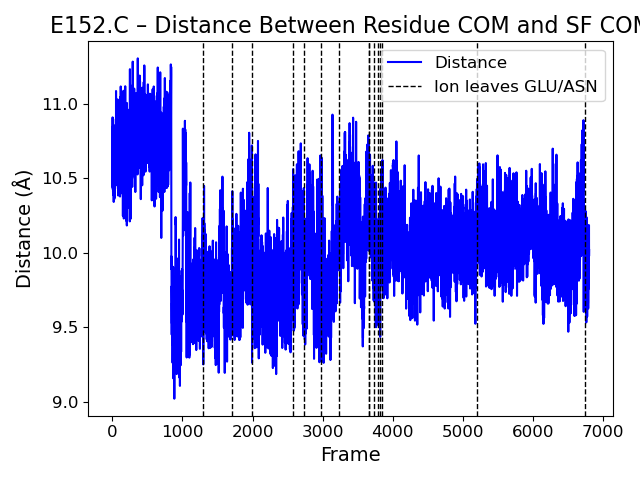 E152.C – Distance Between Residue COM and SF COM
Distance
Ion leaves GLU/ASN
Distance (Å)
11.0
10.5
10.0
9.5
9.0
0 1000 2000 3000 4000 5000 6000 7000
Frame